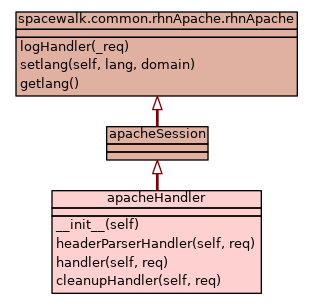 spacewalk.common.rhnApache.rhnApache
logHandler(_req)
setlang(self, lang, domain)
getlang()
apacheSession
apacheHandler
__init__(self)
headerParserHandler(self, req)
handler(self, req)
cleanupHandler(self, req)